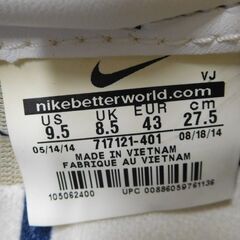 VJ
nikebetterworld.com
US UK EUR cm
9.5 8.5 43 27.5
05/14/14 717121-401 08/18/14
MADE IN VIETNAM
FABRIQUE AU VIETNAM
105062400 UPC 00886059761136